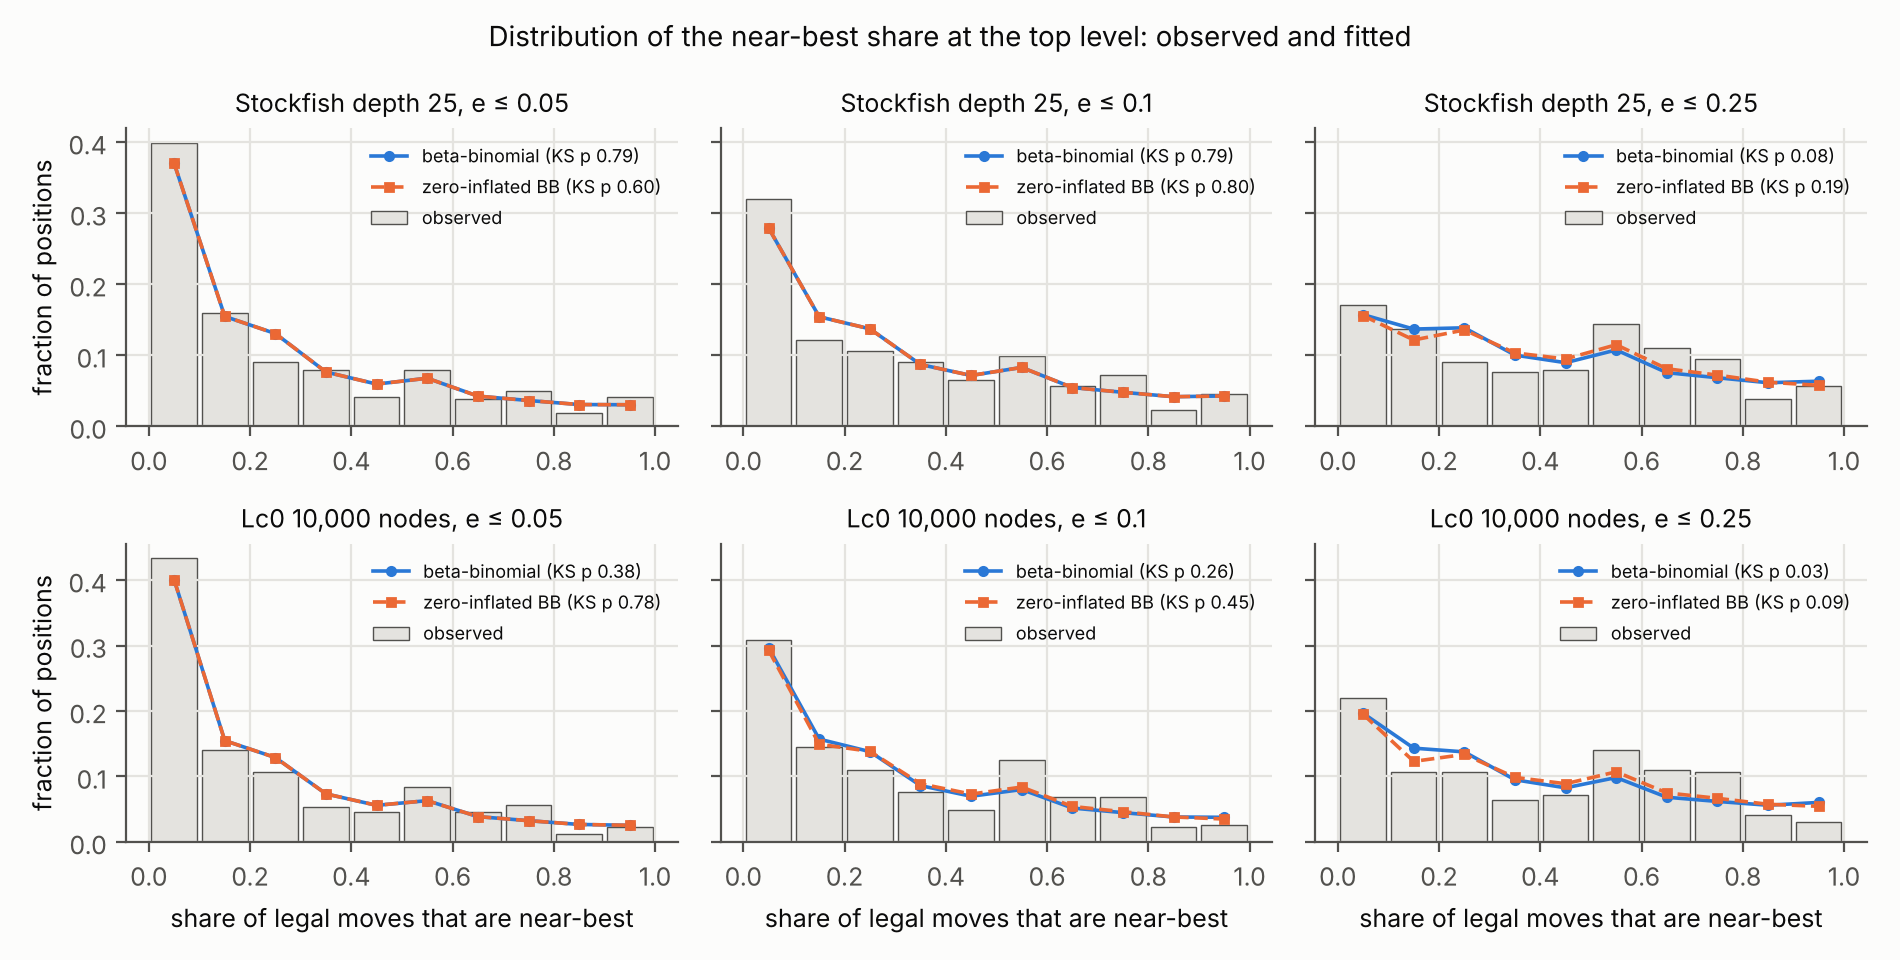 Distribution of the near-best share at the top level: observed and fitted
Stockfish depth 25, e ≤ 0.05
Stockfish depth 25, e ≤ 0.1
Stockfish depth 25, e ≤ 0.25
fraction of positions
0.4
0.3
0.2
0.1
0.0
beta-binomial (KS p 0.79)
zero-inflated BB (KS p 0.60)
observed
beta-binomial (KS p 0.79)
zero-inflated BB (KS p 0.80)
observed
beta-binomial (KS p 0.08)
zero-inflated BB (KS p 0.19)
observed
0.0 0.2 0.4 0.6 0.8 1.0
0.0 0.2 0.4 0.6 0.8 1.0
0.0 0.2 0.4 0.6 0.8 1.0
Lc0 10,000 nodes, e ≤ 0.05
Lc0 10,000 nodes, e ≤ 0.1
Lc0 10,000 nodes, e ≤ 0.25
fraction of positions
0.4
0.3
0.2
0.1
0.0
beta-binomial (KS p 0.38)
zero-inflated BB (KS p 0.78)
observed
beta-binomial (KS p 0.26)
zero-inflated BB (KS p 0.45)
observed
beta-binomial (KS p 0.03)
zero-inflated BB (KS p 0.09)
observed
0.0 0.2 0.4 0.6 0.8 1.0
0.0 0.2 0.4 0.6 0.8 1.0
0.0 0.2 0.4 0.6 0.8 1.0
share of legal moves that are near-best
share of legal moves that are near-best
share of legal moves that are near-best